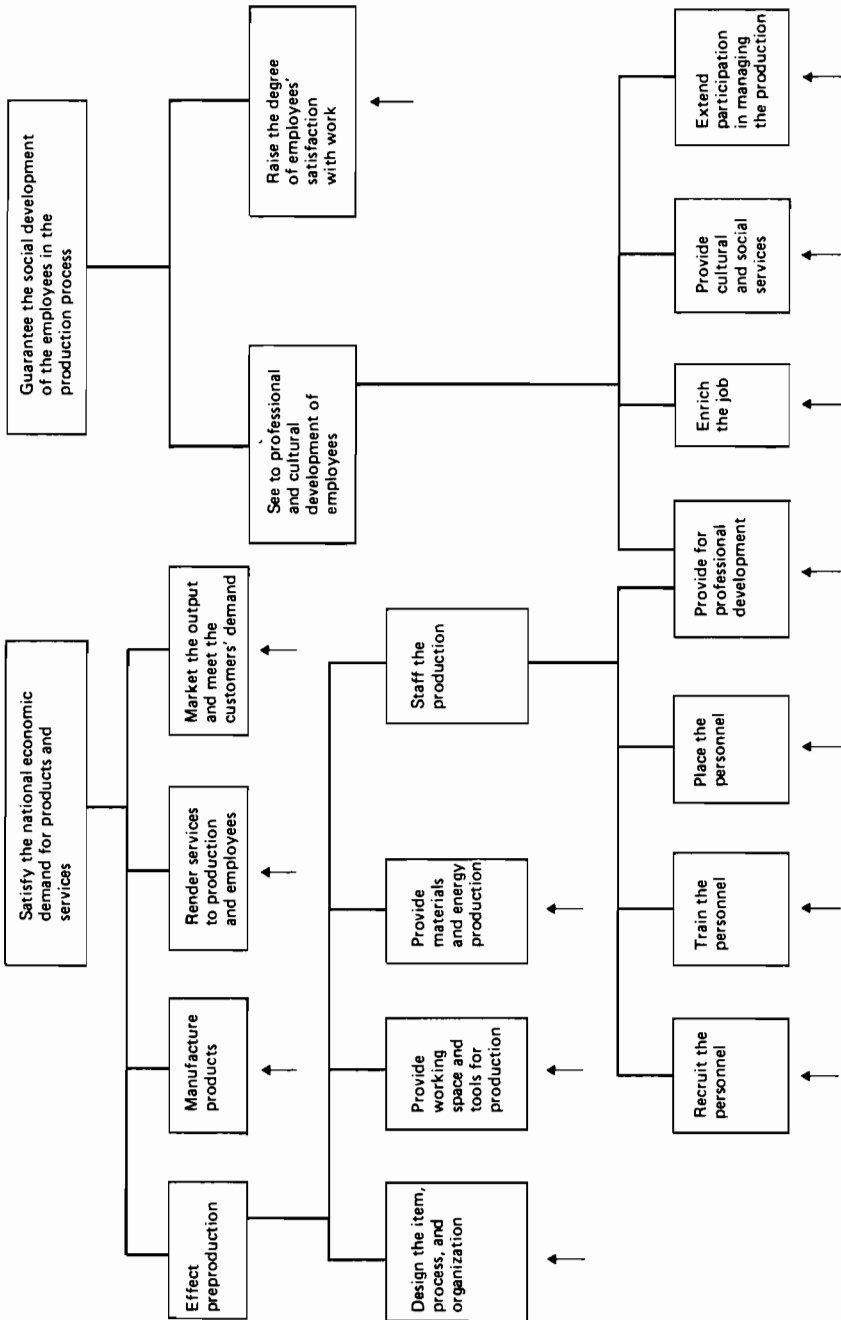 Satisfy the national economic
demand for products and
services
Guarantee the social development
of the employees in the
production process
Effect
preproduction
Manufacture
products
Render services
to production
and employees
Market the output
and meet the
customers' demand
See to professional
and cultural
development of
employees
Raise the degree
of employees'
satisfaction
with work
Design the item,
process, and
organization
Provide
working
space and
tools for
production
Provide
materials
and energy
production
Staff the
production
Recruit the
personnel
Train the
personnel
Place the
personnel
Provide for
professional
development
Enrich
the job
Provide
cultural
and social
services
Extend
participation
in managing
the production